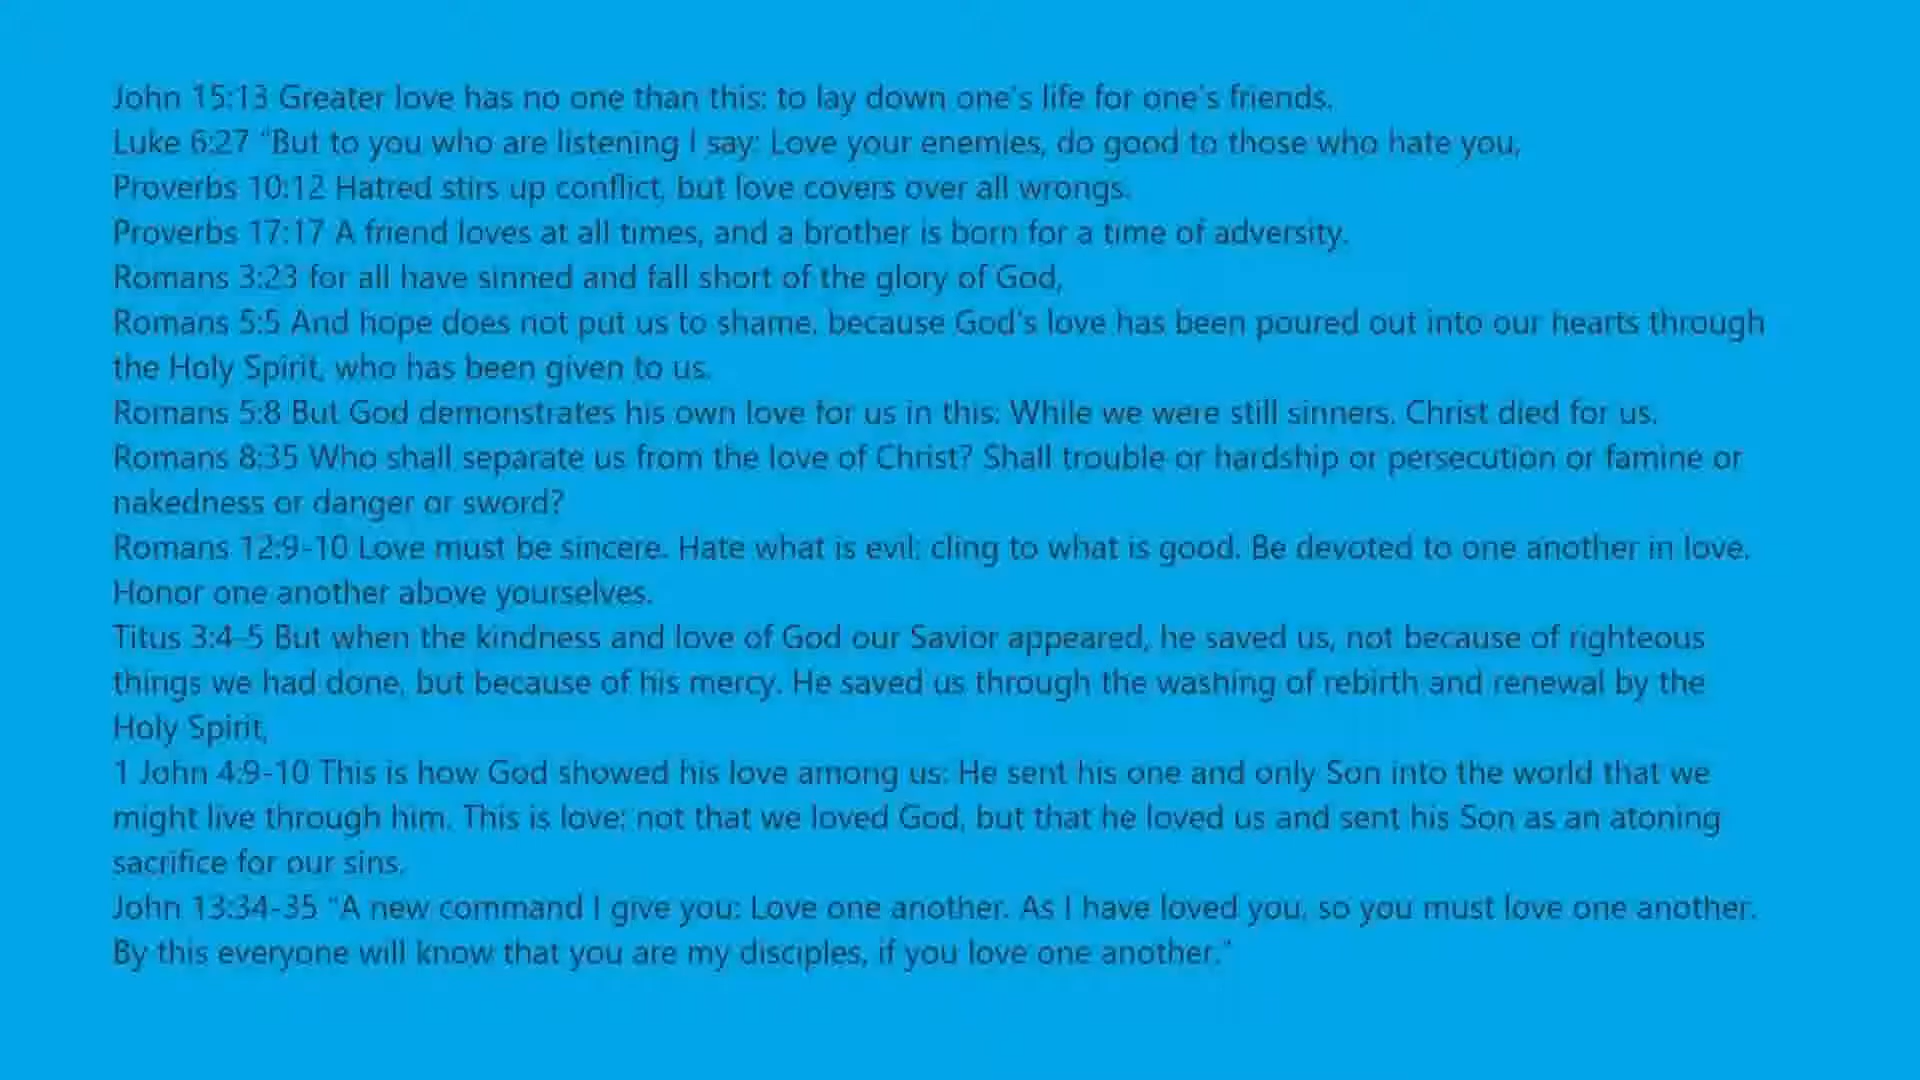 John 15:13 Greater love has no one than this: to lay down one's life for one's friends.
Luke 6:27 "But to you who are listening I say: Love your enemies, do good to those who hate you,
Proverbs 10:12 Hatred stirs up conflict, but love covers over all wrongs.
Proverbs 17:17 A friend loves at all times, and a brother is born for a time of adversity.
Romans 3:23 for all have sinned and fall short of the glory of God,
Romans 5:5 And hope does not put us to shame, because God's love has been poured out into our hearts through
the Holy Spirit, who has been given to us.
Romans 5:8 But God demonstrates his own love for us in this: While we were still sinners, Christ died for us.
Romans 8:35 Who shall separate us from the love of Christ? Shall trouble or hardship or persecution or famine or
nakedness or danger or sword?
Romans 12:9-10 Love must be sincere. Hate what is evil; cling to what is good. Be devoted to one another in love.
Honor one another above yourselves.
Titus 3:4-5 But when the kindness and love of God our Savior appeared, he saved us, not because of righteous
things we had done, but because of his mercy. He saved us through the washing of rebirth and renewal by the
Holy Spirit,
1 John 4:9-10 This is how God showed his love among us: He sent his one and only Son into the world that we
might live through him. This is love: not that we loved God, but that he loved us and sent his Son as an atoning
sacrifice for our sins.
John 13:34-35 "A new command I give you: Love one another. As I have loved you, so you must love one another.
By this everyone will know that you are my disciples, if you love one another."